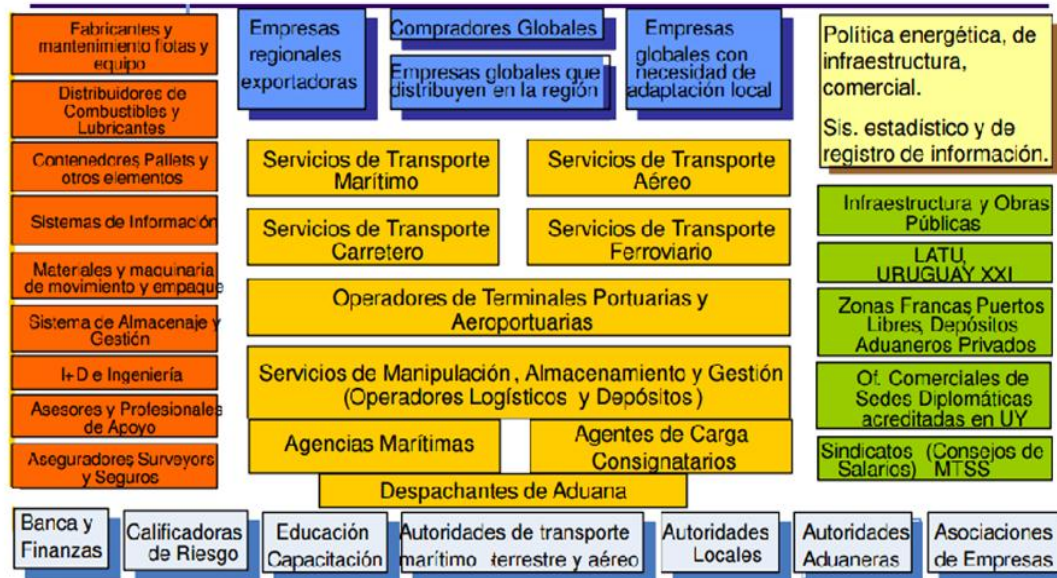 Fabricantes y
mantenimiento flotas y
equipo
Distribuidores de
Combustibles y
Lubricantes
Contenedores Pallets y
otros elementos
Sistemas de Información
Materiales y maquinaria
de movimiento y empaque
Sistema de Almacenaje y
Gestión
I+D e Ingeniería
Asesores y Profesionales
de Apoyo
Aseguradores, Surveyors
y Seguros
Empresas
regionales
exportadoras
Compradores Globales
Empresas globales que
distribuyen en la región
Empresas
globales con
necesidad de
adaptación local
Servicios de Transporte
Marítimo
Servicios de Transporte
Aéreo
Servicios de Transporte
Carretero
Servicios de Transporte
Ferroviario
Operadores de Terminales Portuarias y
Aeroportuarias
Servicios de Manipulación, Almacenamiento y Gestión
(Operadores Logísticos y Depósitos)
Agencias Marítimas
Agentes de Carga
Consignatarios
Despachantes de Aduana
Política energética, de
infraestructura,
comercial.
Sis. estadístico y de
registro de información.
Infraestructura y Obras
Públicas
LATU,
URUGUAY XXI
Zonas Francas, Puertos
Libres, Depósitos
Aduaneros Privados
Of. Comerciales de
Sedes Diplomáticas
acreditadas en UY
Sindicatos (Consejos de
Salarios) MTSS
Banca y
Finanzas
Calificadoras
de Riesgo
Educación
Capacitación
Autoridades de transporte
marítimo, terrestre y aéreo
Autoridades
Locales
Autoridades
Aduaneras
Asociaciones
de Empresas